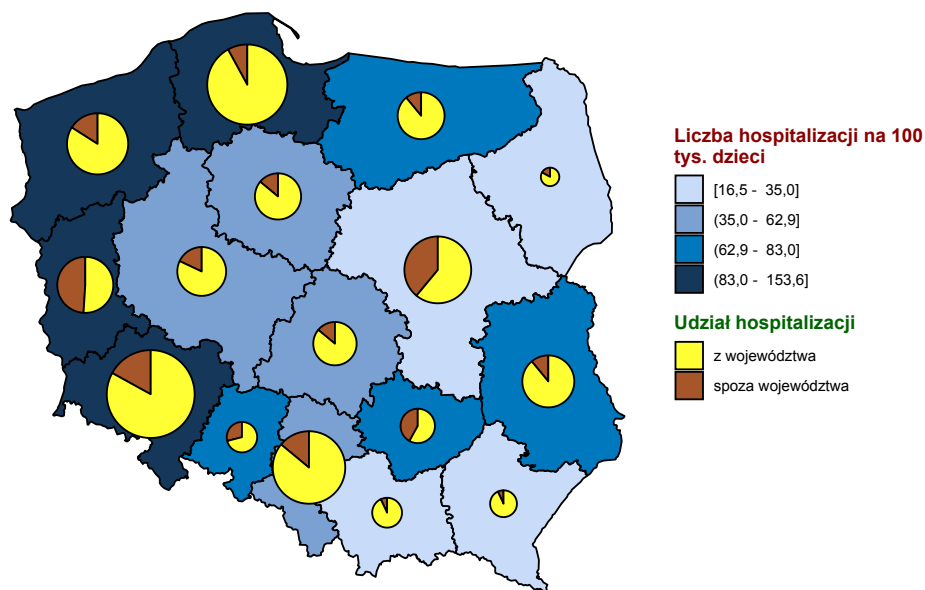 Liczba hospitalizacji na 100
tys. dzieci
[16,5 - 35,0]
(35,0 - 62,9]
(62,9 - 83,0]
(83,0 - 153,6]
Udział hospitalizacji
z województwa
spoza województwa